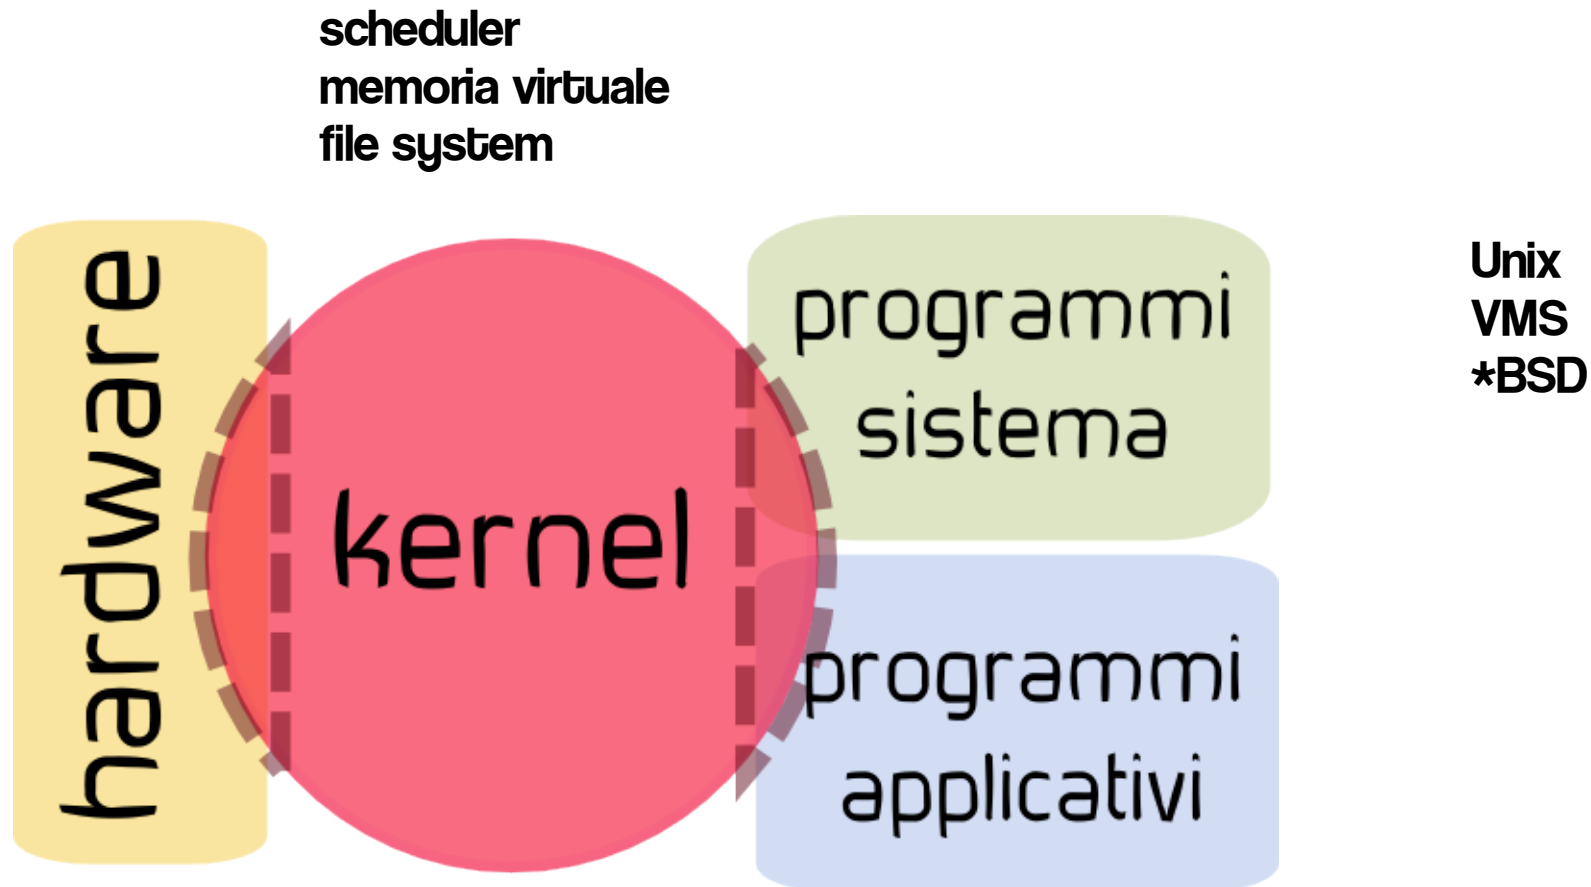 scheduler
memoria virtuale
file system
hardware
kernel
programmi
sistema
programmi
applicativi
Unix
VMS
*BSD